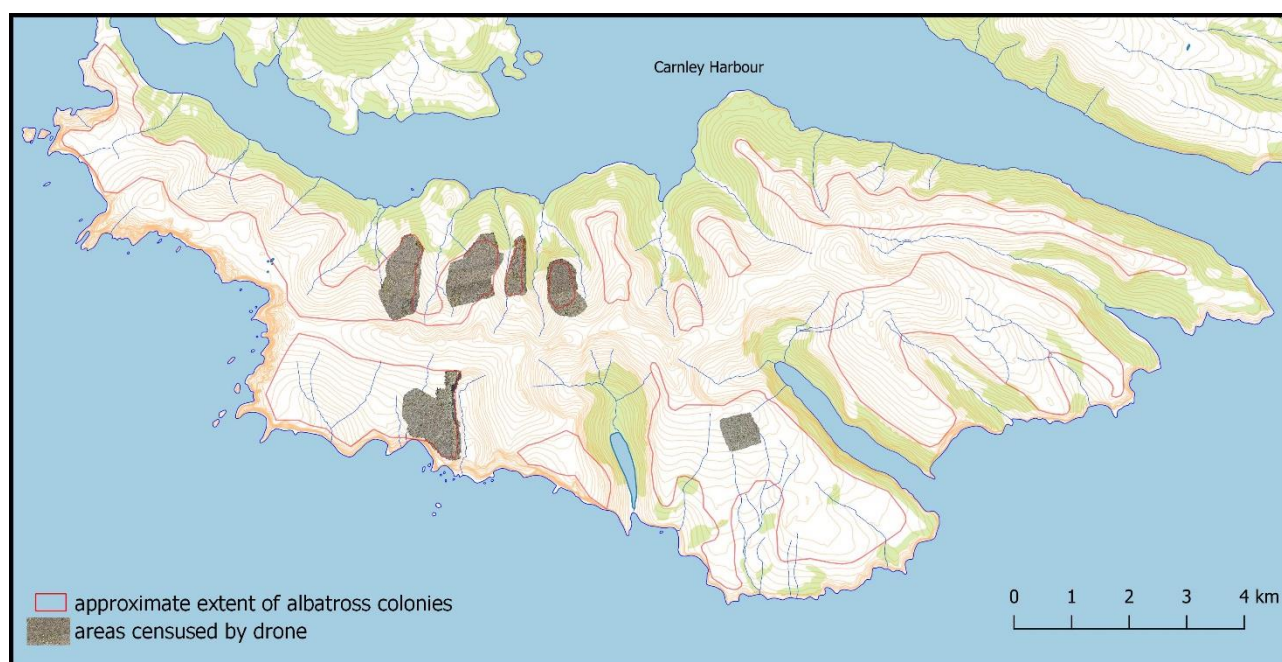 Carnley Harbour
approximate extent of albatross colonies
areas censused by drone
0 1 2 3 4 km